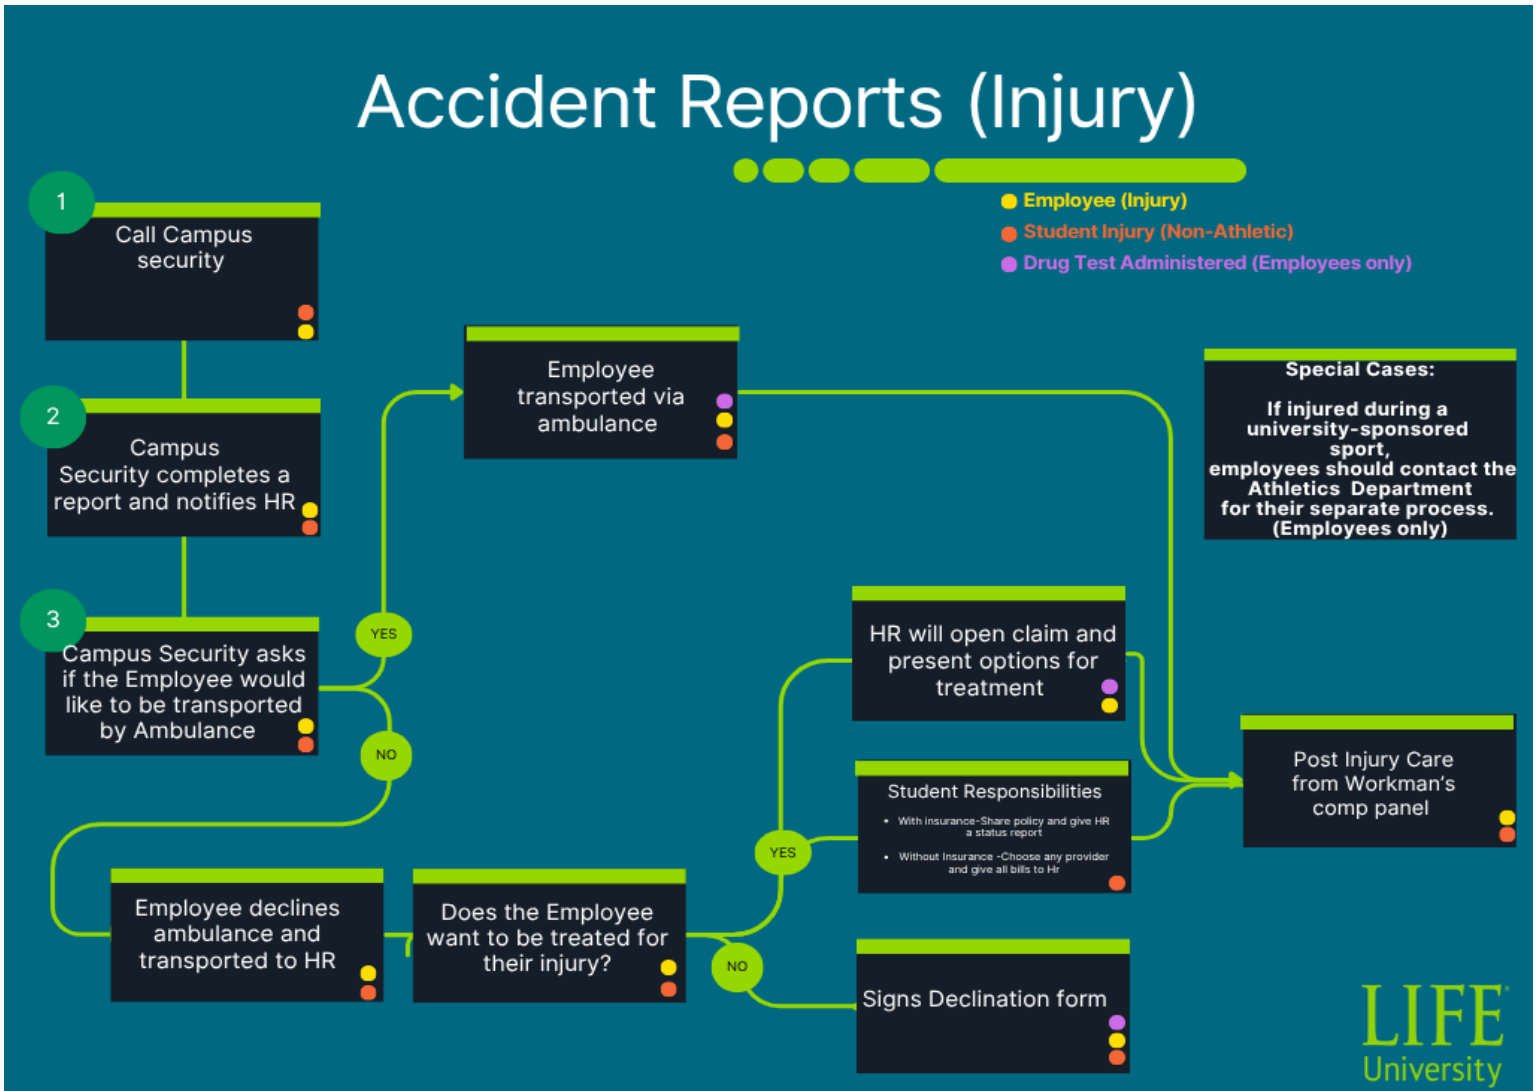 Accident Reports (Injury)
Employee (Injury)
Student Injury (Non-Athletic)
Drug Test Administered (Employees only)
1
Call Campus
security
2
Campus
Security completes a
report and notifies HR
3
Campus Security asks
if the Employee would
like to be transported
by Ambulance
YES
NO
Employee
transported via
ambulance
Special Cases:
If injured during a
university-sponsored
sport,
employees should contact the
Athletics Department
for their separate process.
(Employees only)
Employee declines
ambulance and
transported to HR
Does the Employee
want to be treated for
their injury?
YES
NO
HR will open claim and
present options for
treatment
Student Responsibilities
• With insurance-Share policy and give HR
a status report
• Without Insurance -Choose any provider
and give all bills to Hr
Signs Declination form
Post Injury Care
from Workman’s
comp panel
LIFE
University